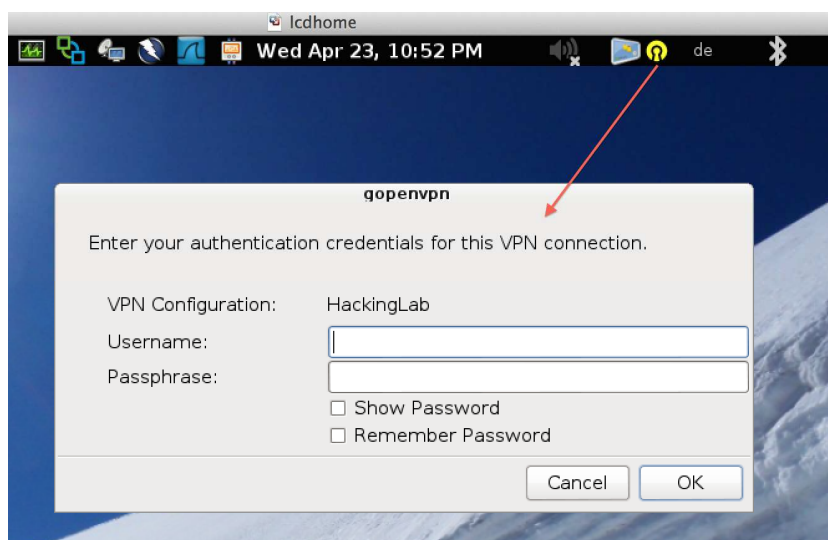 lcdhome
Wed Apr 23, 10:52 PM
de
gopenvpn
Enter your authentication credentials for this VPN connection.
VPN Configuration: HackingLab
Username:
Passphrase:
Show Password
Remember Password
Cancel OK